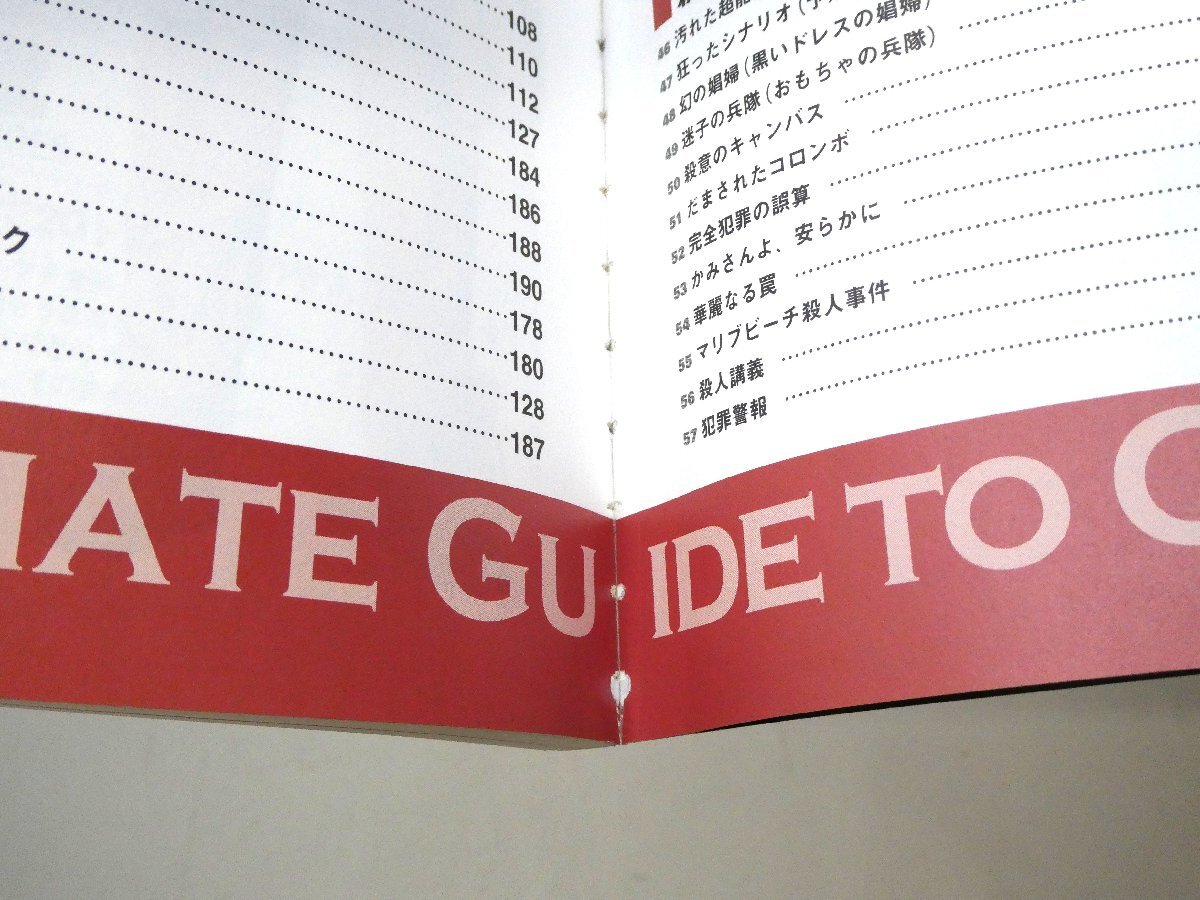 108
110
112
127
184
186
188
190
ク 178
180
128
187
46 汚れた超能
47 狂ったシナリオ
48 幻の娼婦(黒いドレスの娼婦)
49 迷子の兵隊(おもちゃの兵隊)
50 殺意のキャンバス
51 だまされたコロンボ
52 完全犯罪の誤算
53 かみさんよ、安らかに
54 華麗なる罠
55 マリブビーチ殺人事件
56 殺人講義
57 犯罪警報
MATE GUIDE TO C